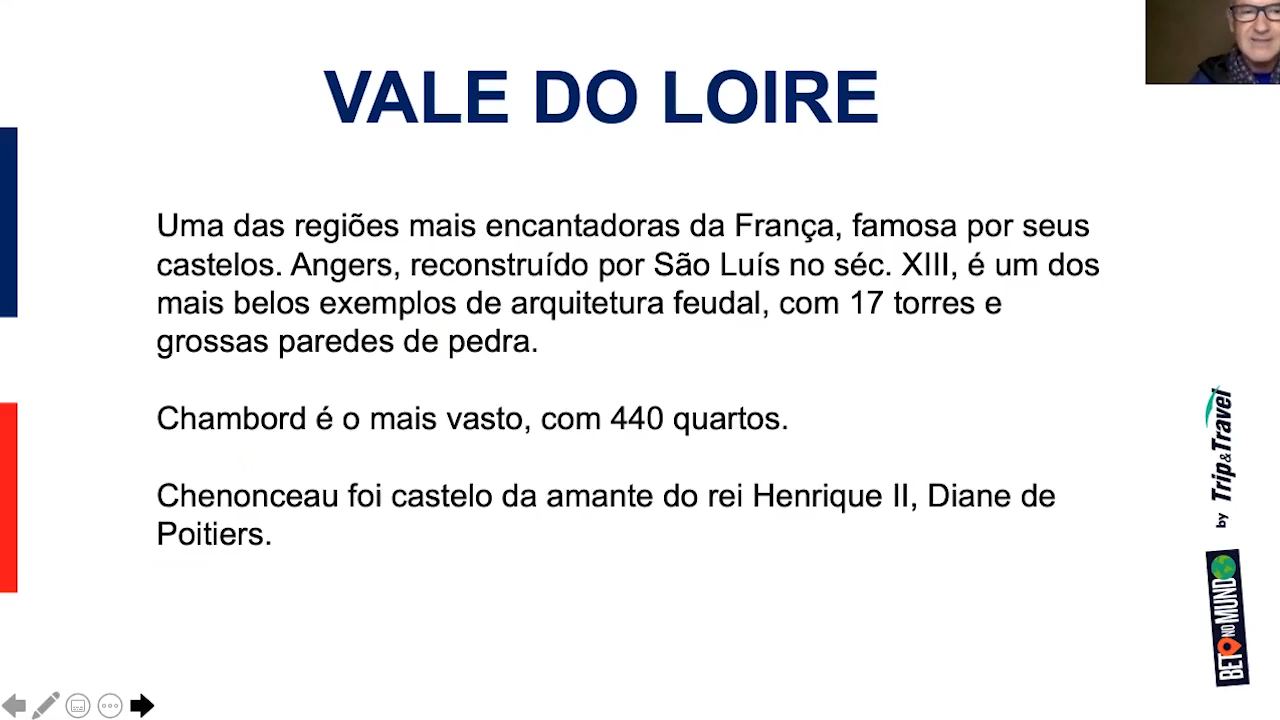 VALE DO LOIRE
Uma das regiões mais encantadoras da França, famosa por seus
castelos. Angers, reconstruído por São Luís no séc. XIII, é um dos
mais belos exemplos de arquitetura feudal, com 17 torres e
grossas paredes de pedra.
Chambord é o mais vasto, com 440 quartos.
Chenonceau foi castelo da amante do rei Henrique II, Diane de
Poitiers.
by Trip&Travel
BETO NO MUNDO